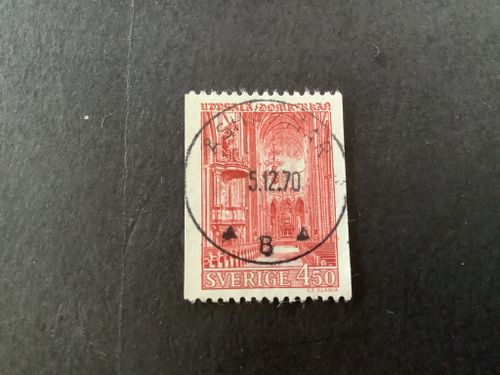 UPPSALA DOMKYRKAN
5.12.70
B
SVERIGE 4.50
CZ. SLANIA